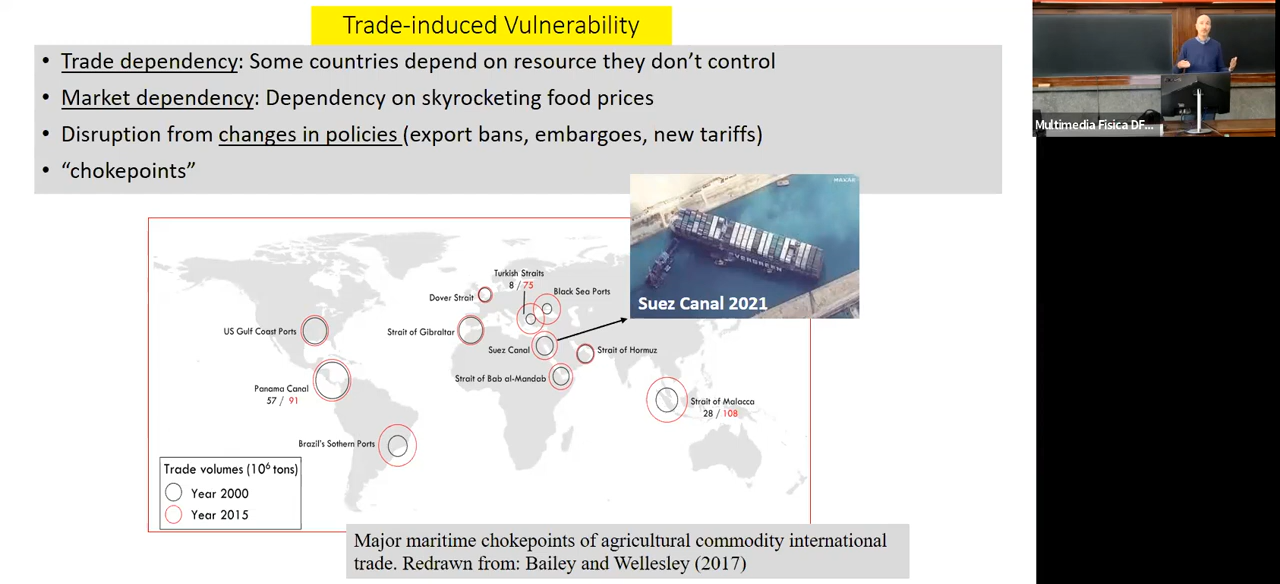 Trade-induced Vulnerability
• Trade dependency: Some countries depend on resource they don't control
• Market dependency: Dependency on skyrocketing food prices
• Disruption from changes in policies (export bans, embargoes, new tariffs)
• "chokepoints"
Multimedia Fisica DF...
MAXAR
EVERGREEN
Suez Canal 2021
Turkish Straits
8 / 75
Black Sea Ports
Dover Strait
US Gulf Coast Ports
Strait of Gibraltar
Suez Canal
Strait of Hormuz
Strait of Bab al-Mandab
Panama Canal
57 / 91
Strait of Malacca
28 / 108
Brazil's Sothern Ports
Trade volumes (10⁶ tons)
Year 2000
Year 2015
Major maritime chokepoints of agricultural commodity international
trade. Redrawn from: Bailey and Wellesley (2017)